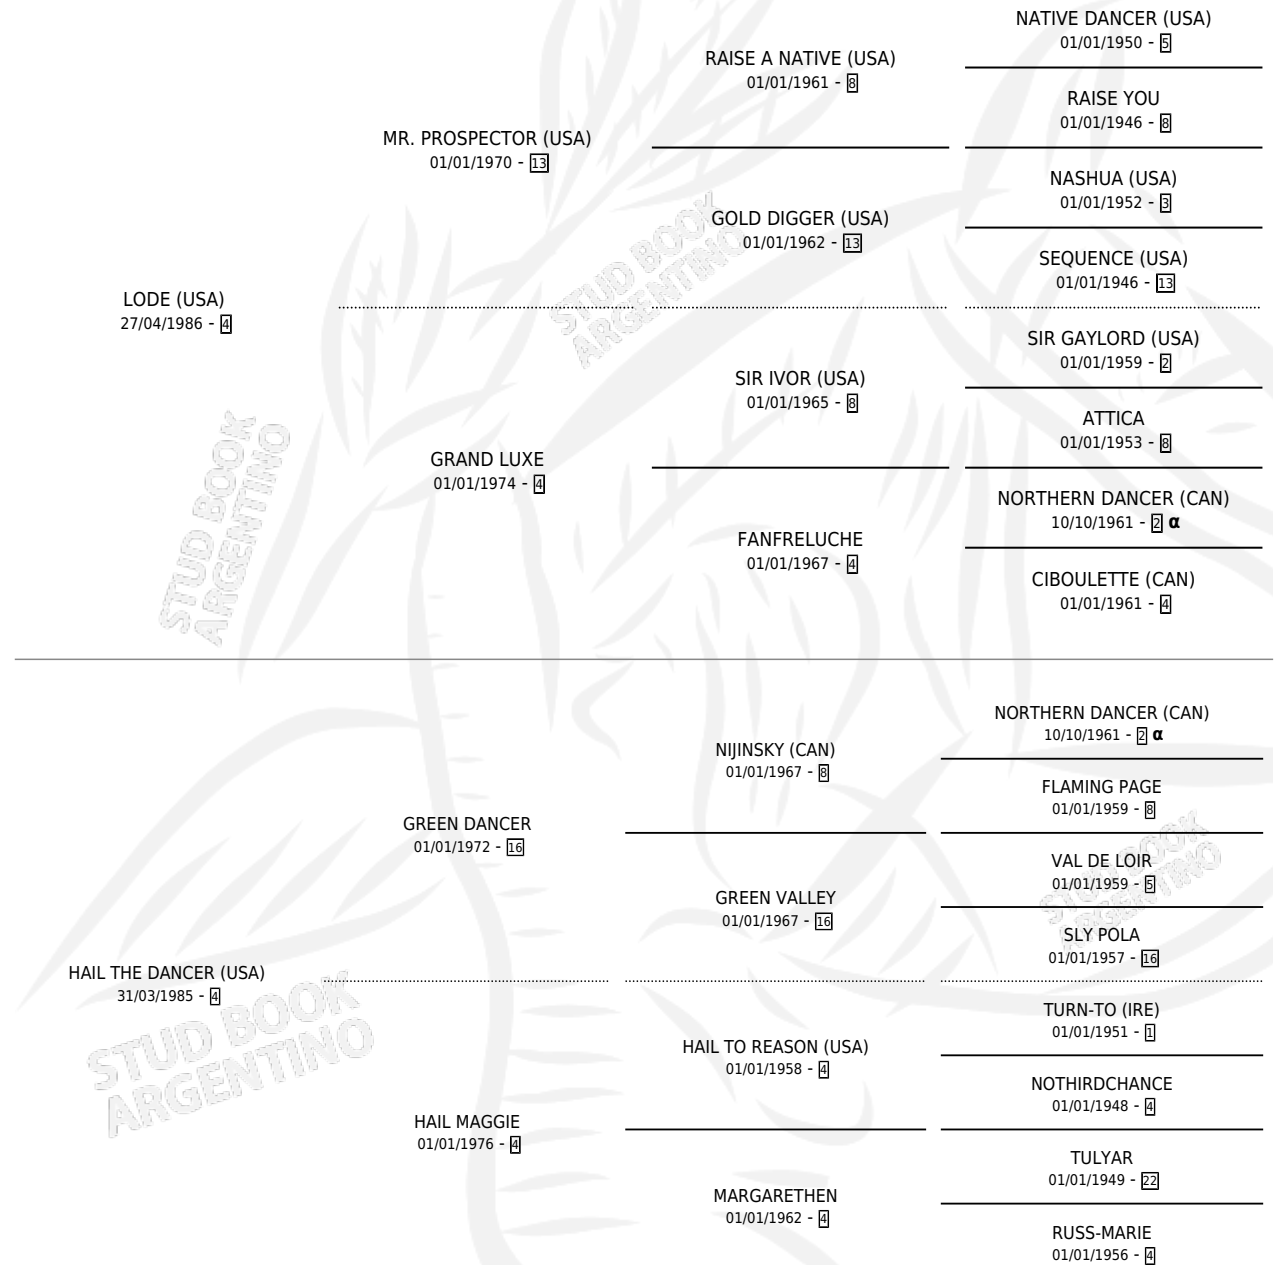 NATIVE DANCER (USA)
01/01/1950 - 5
RAISE A NATIVE (USA)
01/01/1961 - 8
RAISE YOU
01/01/1946 - 8
MR. PROSPECTOR (USA)
01/01/1970 - 13
NASHUA (USA)
01/01/1952 - 3
GOLD DIGGER (USA)
01/01/1962 - 13
SEQUENCE (USA)
01/01/1946 - 13
STUD BOOK
ARGENTINO
LODE (USA)
27/04/1986 - 4
SIR GAYLORD (USA)
01/01/1959 - 2
SIR IVOR (USA)
01/01/1965 - 8
ATTICA
01/01/1953 - 8
GRAND LUXE
01/01/1974 - 4
NORTHERN DANCER (CAN)
10/10/1961 - 2 α
FANFRELUCHE
01/01/1967 - 4
CIBOULETTE (CAN)
01/01/1961 - 4
STUD BOOK
ARGENTINO
NORTHERN DANCER (CAN)
10/10/1961 - 2 α
NIJINSKY (CAN)
01/01/1967 - 8
FLAMING PAGE
01/01/1959 - 8
GREEN DANCER
01/01/1972 - 16
VAL DE LOIR
01/01/1959 - 5
GREEN VALLEY
01/01/1967 - 16
SLY POLA
01/01/1957 - 16
STUD BOOK
ARGENTINO
HAIL THE DANCER (USA)
31/03/1985 - 4
TURN-TO (IRE)
01/01/1951 - 1
HAIL TO REASON (USA)
01/01/1958 - 4
NOTHIRDCHANCE
01/01/1948 - 4
HAIL MAGGIE
01/01/1976 - 4
TULYAR
01/01/1949 - 22
MARGARETHEN
01/01/1962 - 4
RUSS-MARIE
01/01/1956 - 4
STUD BOOK
ARGENTINO